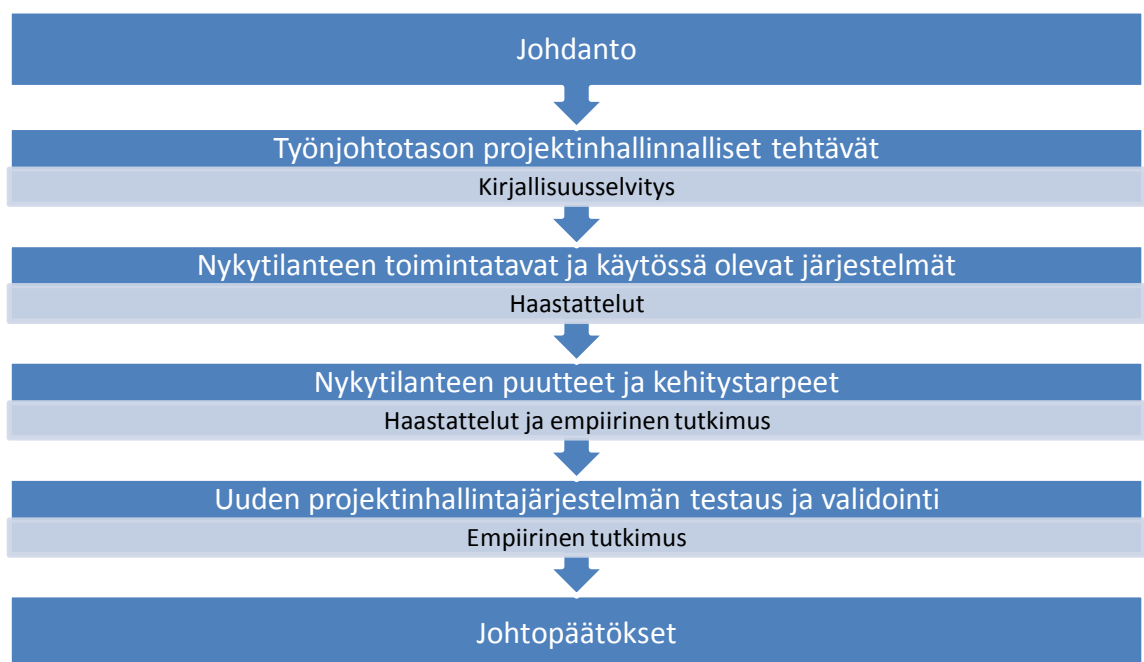 Johdanto
Työnjohtotason projektinhallinnalliset tehtävät
Kirjallisuusselvitys
Nykytilanteen toimintatavat ja käytössä olevat järjestelmät
Haastattelut
Nykytilanteen puutteet ja kehitystarpeet
Haastattelut ja empiirinen tutkimus
Uuden projektinhallintajärjestelmän testaus ja validointi
Empiirinen tutkimus
Johtopäätökset